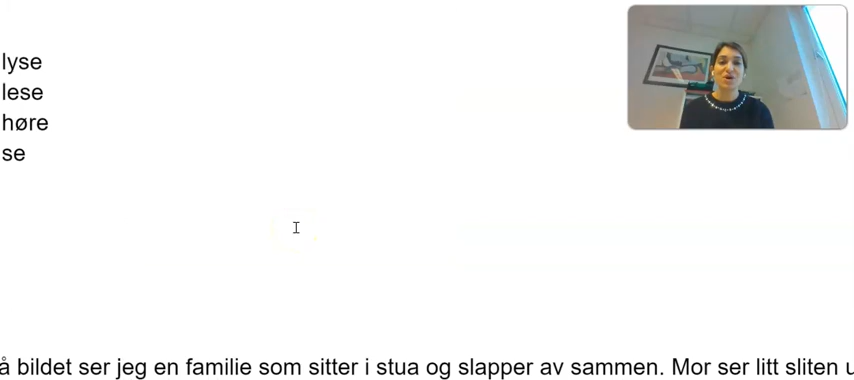 lyse
lese
høre
se
å bildet ser jeg en familie som sitter i stua og slapper av sammen. Mor ser litt sliten u